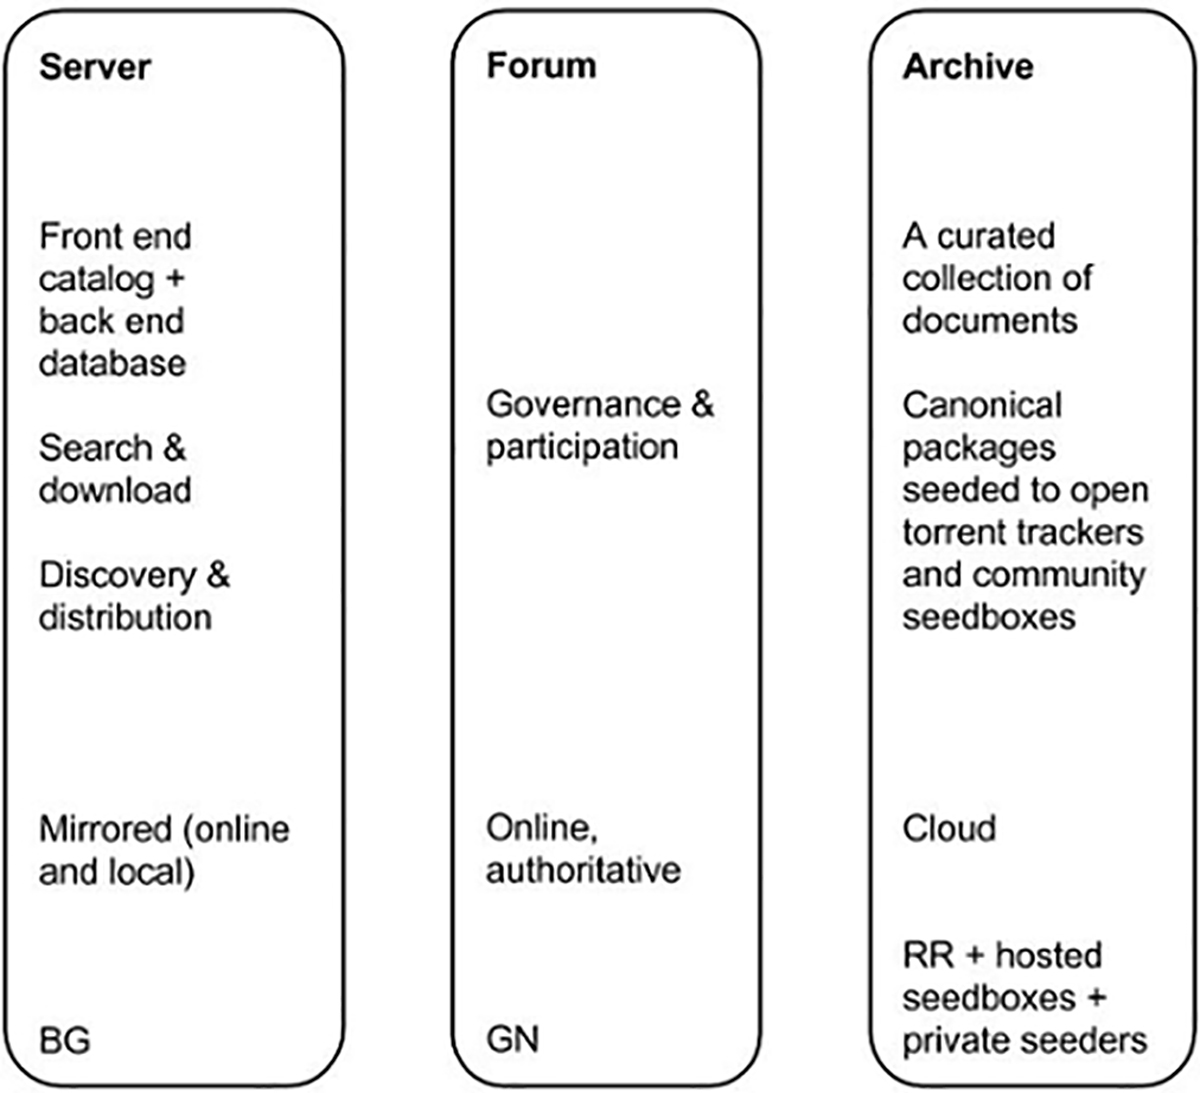 Server
Front end
catalog +
back end
database
Search &
download
Discovery &
distribution
Mirrored (online
and local)
BG
Forum
Governance &
participation
Online,
authoritative
GN
Archive
A curated
collection of
documents
Canonical
packages
seeded to open
torrent trackers
and community
seedboxes
Cloud
RR + hosted
seedboxes +
private seeders